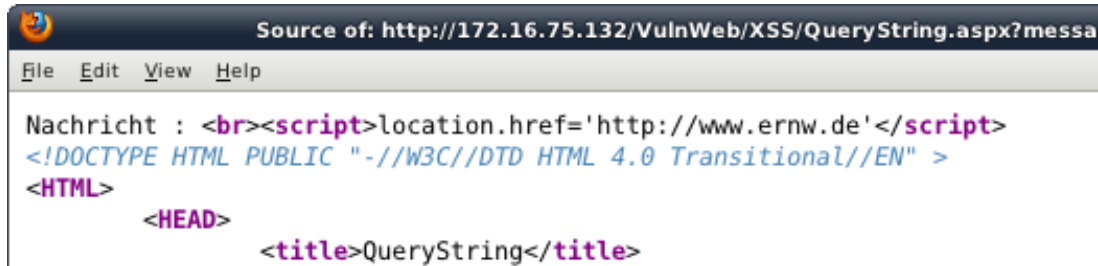 Source of: http://172.16.75.132/VulnWeb/XSS/QueryString.aspx?messa
File Edit View Help
Nachricht : <br><script>location.href='http://www.ernw.de'</script>
<!DOCTYPE HTML PUBLIC "-//W3C//DTD HTML 4.0 Transitional//EN" >
<HTML>
<HEAD>
<title>QueryString</title>